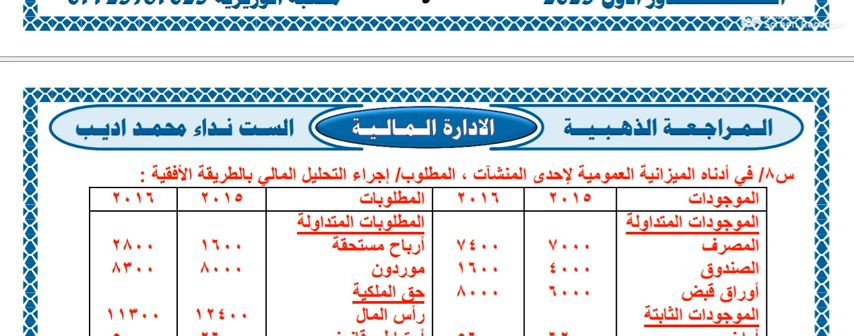 المراجعة الذهبية الادارة المالية الست نداء محمد اديب
س٨/ في أدناه الميزانية العمومية لإحدى المنشآت ، المطلوب/ إجراء التحليل المالي بالطريقة الأفقية :
الموجودات ٢٠١٥ ٢٠١٦ المطلوبات ٢٠١٥ ٢٠١٦
الموجودات المتداولة المطلوبات المتداولة
المصرف ٧٠٠٠ ٧٤٠٠ أرباح مستحقة ١٦٠٠ ٢٨٠٠
الصندوق ٤٠٠٠ ١٦٠٠ موردون ٨٠٠٠ ٨٣٠٠
أوراق قبض ٦٠٠٠ ٨٠٠٠ حق الملكية
الموجودات الثابتة رأس المال ١٢٤٠٠ ١١٣٠٠